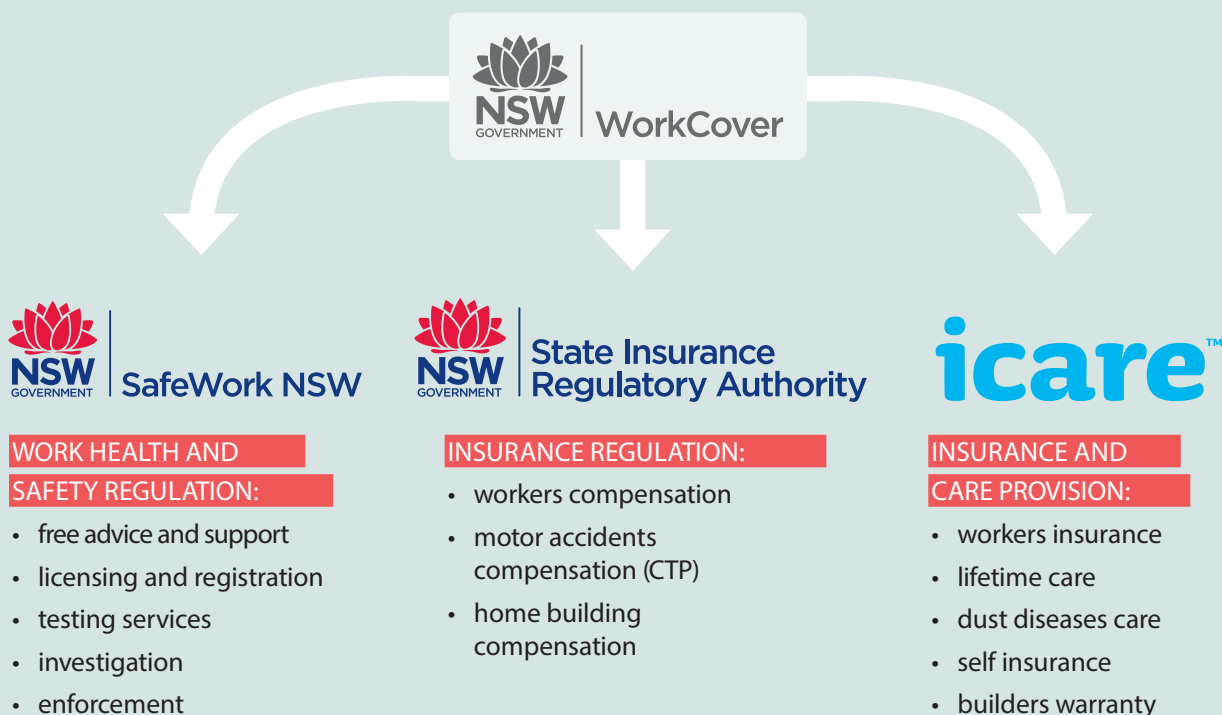 NSW
GOVERNMENT
WorkCover
NSW
GOVERNMENT
SafeWork NSW
WORK HEALTH AND
SAFETY REGULATION:
• free advice and support
• licensing and registration
• testing services
• investigation
• enforcement
NSW
GOVERNMENT
State Insurance
Regulatory Authority
INSURANCE REGULATION:
• workers compensation
• motor accidents
compensation (CTP)
• home building
compensation
icare™
INSURANCE AND
CARE PROVISION:
• workers insurance
• lifetime care
• dust diseases care
• self insurance
• builders warranty